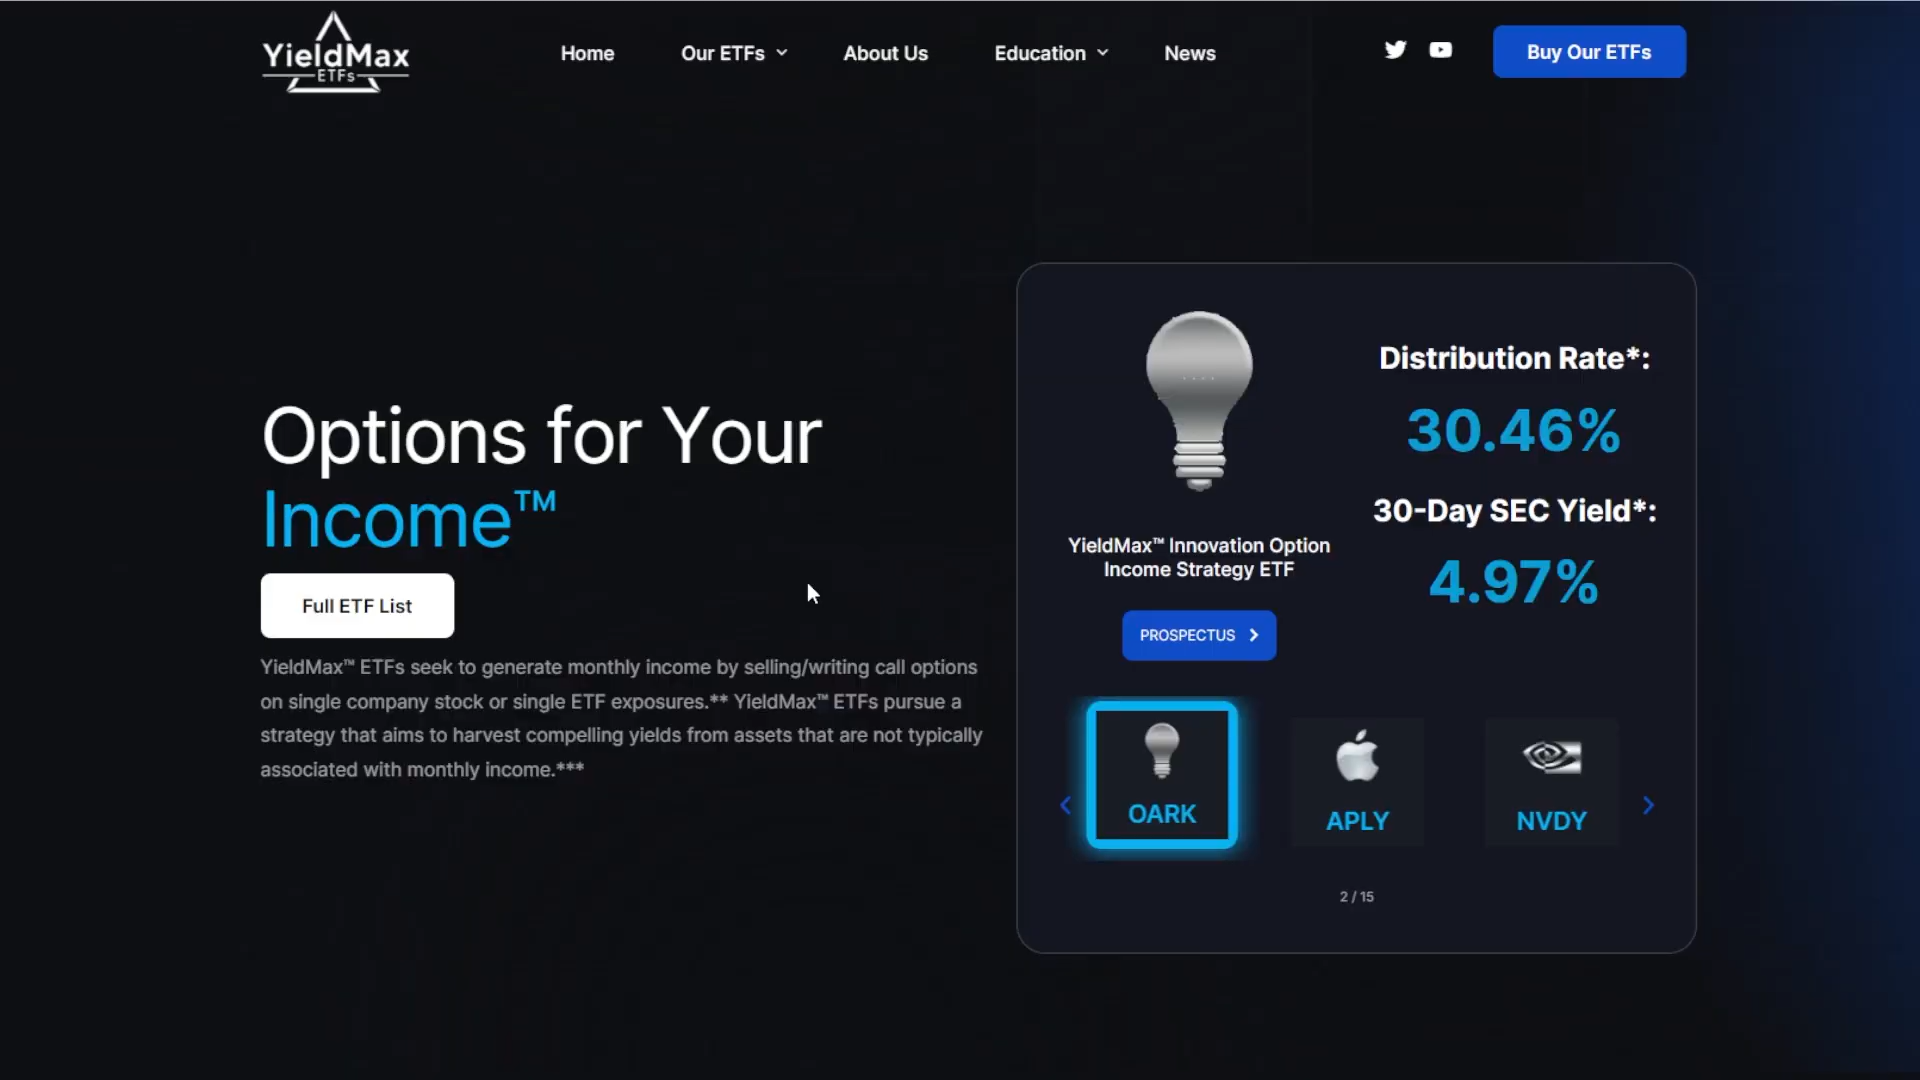 YieldMax
ETFs
Home
Our ETFs
About Us
Education
News
Buy Our ETFs
Options for Your
Income™
Full ETF List
YieldMax™ ETFs seek to generate monthly income by selling/writing call options
on single company stock or single ETF exposures.** YieldMax™ ETFs pursue a
strategy that aims to harvest compelling yields from assets that are not typically
associated with monthly income.***
YieldMax™ Innovation Option
Income Strategy ETF
PROSPECTUS
Distribution Rate*:
30.46%
30-Day SEC Yield*:
4.97%
OARK
APLY
NVDY
2 / 15